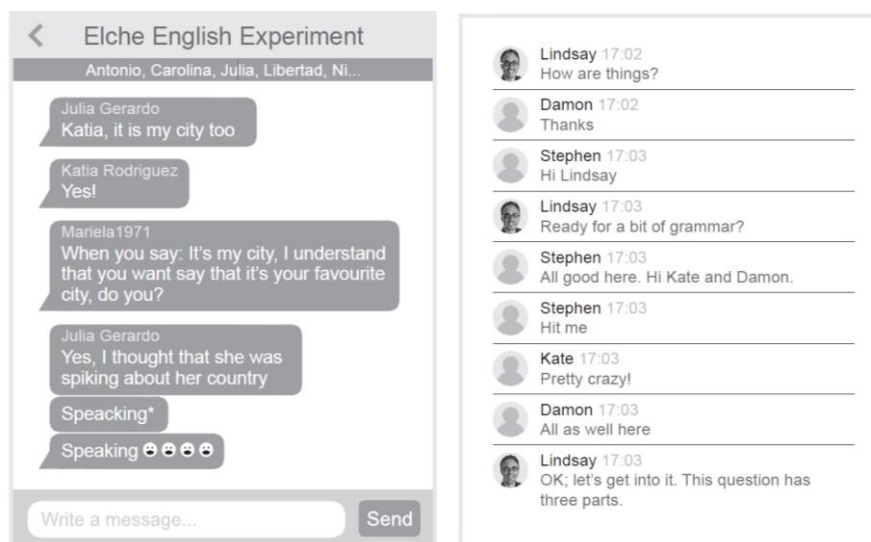 Elche English Experiment
Antonio, Carolina, Julia, Libertad, Ni...
Julia Gerardo
Katia, it is my city too
Katia Rodriguez
Yes!
Mariela1971
When you say: It's my city, I understand
that you want say that it's your favourite
city, do you?
Julia Gerardo
Yes, I thought that she was
spiking about her country
Speacking*
Speaking
Write a message...
Send
Lindsay 17:02
How are things?
Damon 17:02
Thanks
Stephen 17:03
Hi Lindsay
Lindsay 17:03
Ready for a bit of grammar?
Stephen 17:03
All good here. Hi Kate and Damon.
Stephen 17:03
Hit me
Kate 17:03
Pretty crazy!
Damon 17:03
All as well here
Lindsay 17:03
OK; let's get into it. This question has
three parts.